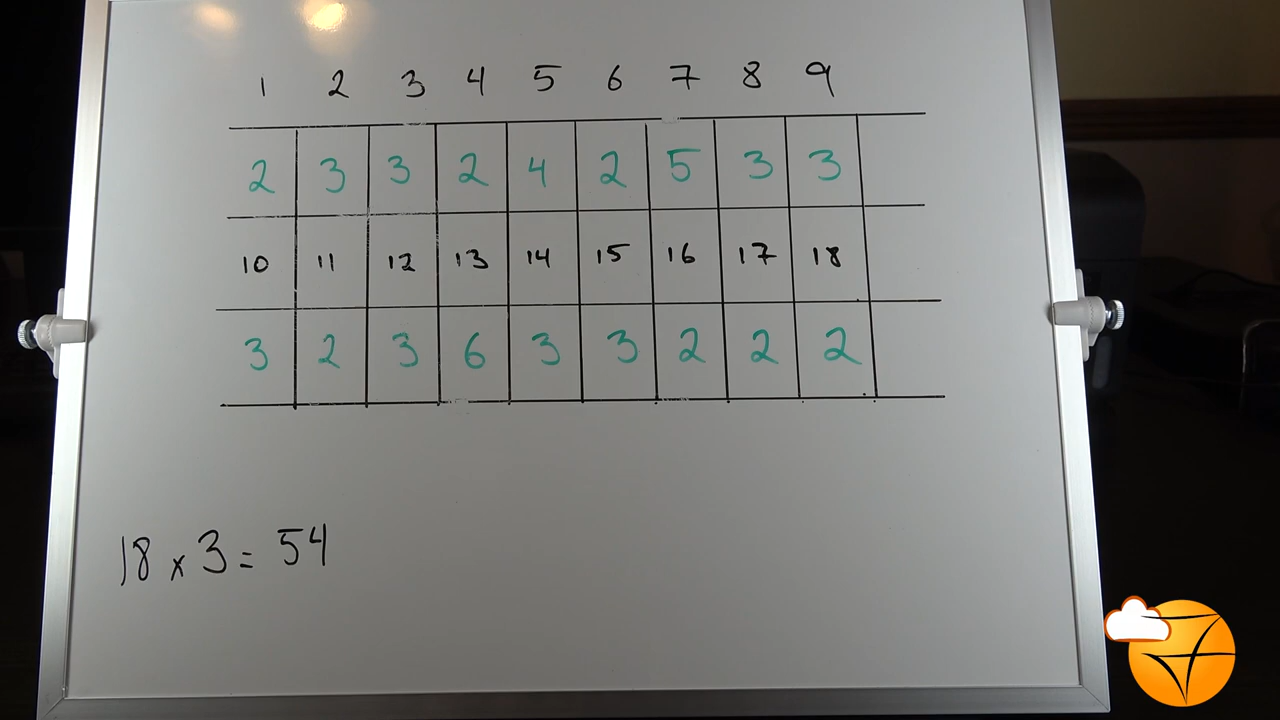 1 2 3 4 5 6 7 8 9
2 3 3 2 4 2 5 3 3
10 11 12 13 14 15 16 17 18
3 2 3 6 3 3 2 2 2
18 x 3 = 54